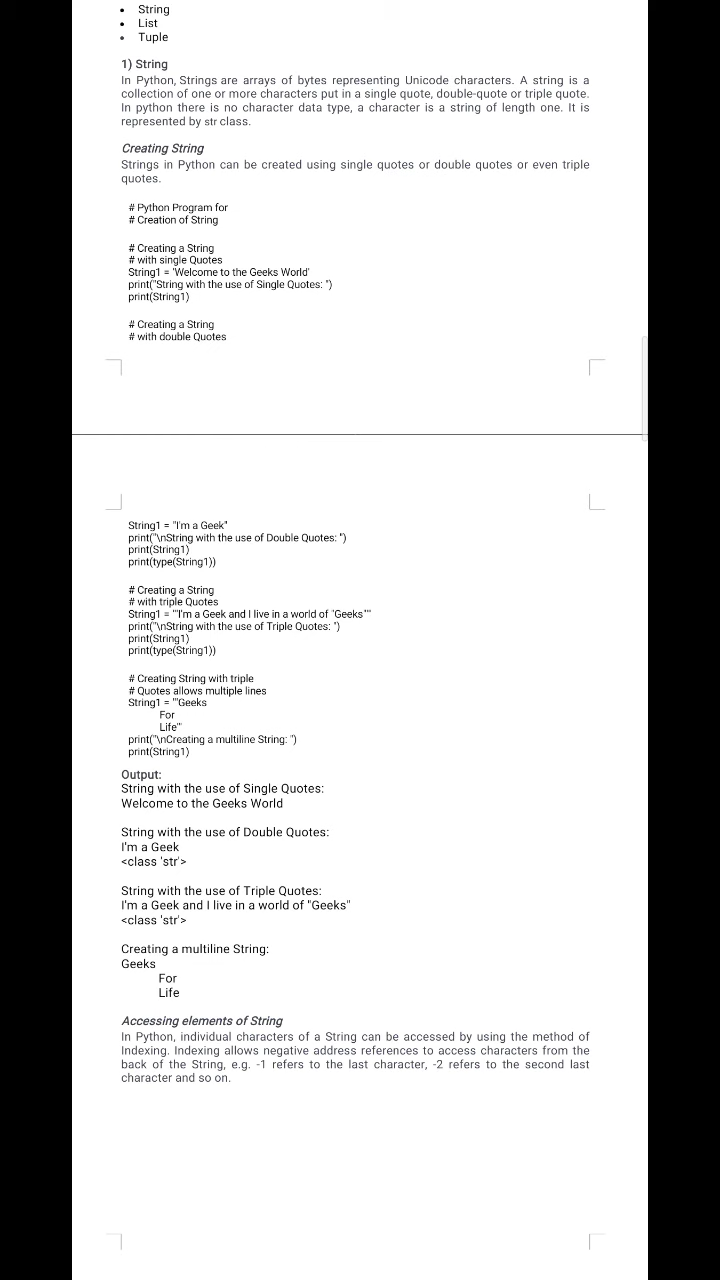 • String
• List
• Tuple
1) String
In Python, Strings are arrays of bytes representing Unicode characters. A string is a
collection of one or more characters put in a single quote, double-quote or triple quote.
In python there is no character data type, a character is a string of length one. It is
represented by str class.
Creating String
Strings in Python can be created using single quotes or double quotes or even triple
quotes.
# Python Program for
# Creation of String
# Creating a String
# with single Quotes
String1 = 'Welcome to the Geeks World'
print("String with the use of Single Quotes: ")
print(String1)
# Creating a String
# with double Quotes
String1 = "I'm a Geek"
print("\nString with the use of Double Quotes: ")
print(String1)
print(type(String1))
# Creating a String
# with triple Quotes
String1 = '''I'm a Geek and I live in a world of "Geeks"'''
print("\nString with the use of Triple Quotes: ")
print(String1)
print(type(String1))
# Creating String with triple
# Quotes allows multiple lines
String1 = '''Geeks
For
Life'''
print("\nCreating a multiline String: ")
print(String1)
Output:
String with the use of Single Quotes:
Welcome to the Geeks World
String with the use of Double Quotes:
I'm a Geek
<class 'str'>
String with the use of Triple Quotes:
I'm a Geek and I live in a world of "Geeks"
<class 'str'>
Creating a multiline String:
Geeks
For
Life
Accessing elements of String
In Python, individual characters of a String can be accessed by using the method of
Indexing. Indexing allows negative address references to access characters from the
back of the String, e.g. -1 refers to the last character, -2 refers to the second last
character and so on.